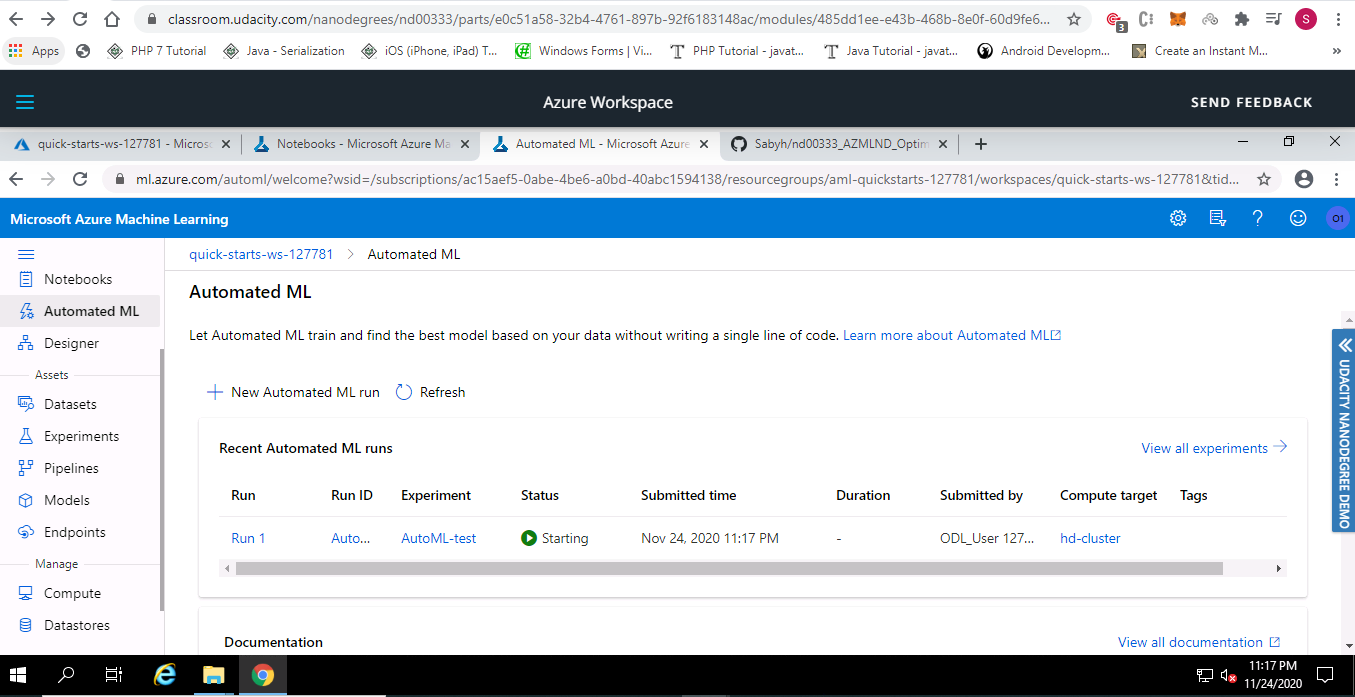 classroom.udacity.com/nanodegrees/nd00333/parts/e0c51a58-32b4-4761-897b-92f6183148ac/modules/485dd1ee-e43b-468b-8e0f-60d9fe6... 3 S
Apps PHP 7 Tutorial Java - Serialization iOS (iPhone, iPad) T... Windows Forms | Vi... PHP Tutorial - javat... Java Tutorial - javat... Android Developm... Create an Instant M... »
Azure Workspace SEND FEEDBACK
quick-starts-ws-127781 - Micros Notebooks - Microsoft Azure Ma Automated ML - Microsoft Azure Sabyh/nd00333_AZMLND_Optim
ml.azure.com/automl/welcome?wsid=/subscriptions/ac15aef5-0abe-4be6-a0bd-40abc1594138/resourcegroups/aml-quickstarts-127781/workspaces/quick-starts-ws-127781&tid...
Microsoft Azure Machine Learning O1
quick-starts-ws-127781 > Automated ML
Notebooks
Automated ML
Designer
Assets
Datasets
Experiments
Pipelines
Models
Endpoints
Manage
Compute
Datastores
Automated ML
Let Automated ML train and find the best model based on your data without writing a single line of code. Learn more about Automated ML
New Automated ML run Refresh
Recent Automated ML runs View all experiments
Run Run ID Experiment Status Submitted time Duration Submitted by Compute target Tags
Run 1 Auto... AutoML-test Starting Nov 24, 2020 11:17 PM - ODL_User 127... hd-cluster
Documentation View all documentation
UDACITY NANODEGREE DEMO
11:17 PM
11/24/2020